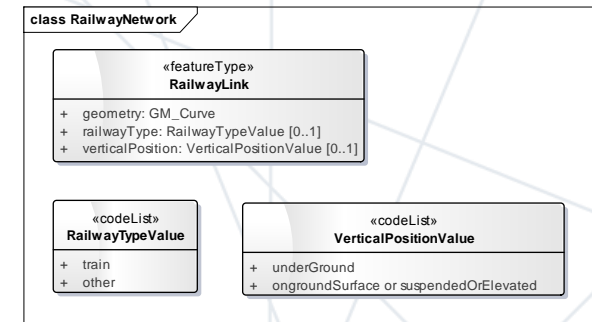 class RailwayNetwork
«featureType»
RailwayLink
+ geometry: GM_Curve
+ railwayType: RailwayTypeValue [0..1]
+ verticalPosition: VerticalPositionValue [0..1]
«codeList»
RailwayTypeValue
+ train
+ other
«codeList»
VerticalPositionValue
+ underGround
+ ongroundSurface or suspendedOrElevated